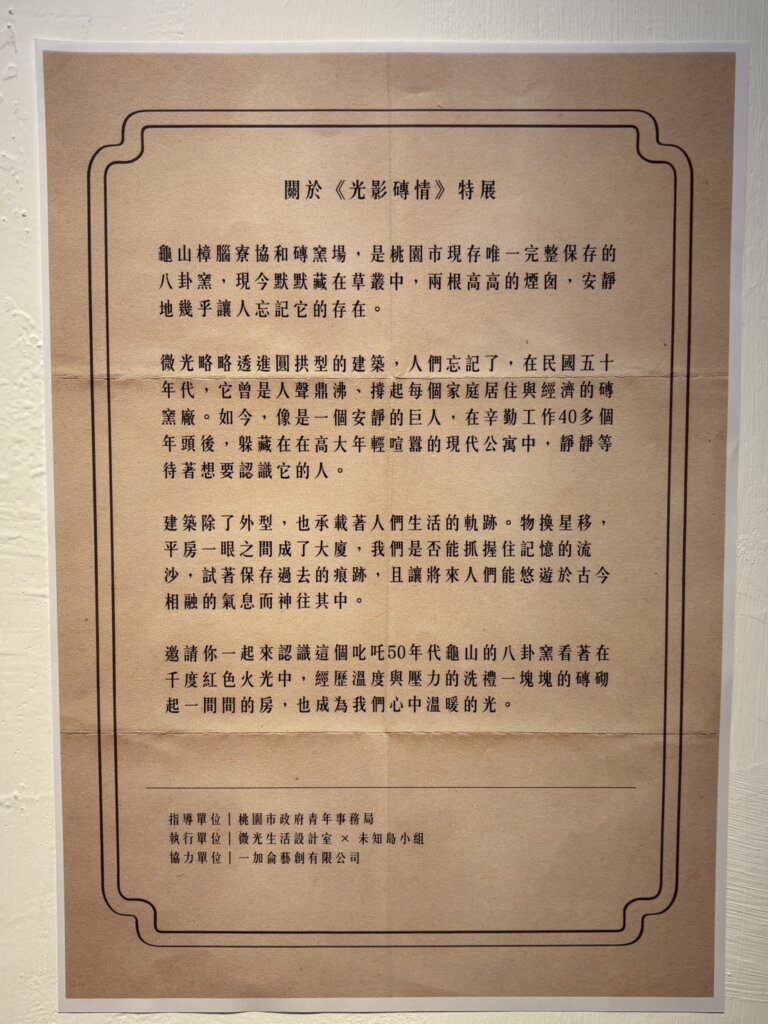 關於《光影磚情》特展
龜山樟腦寮協和磚窯場，是桃園市現存唯一完整保存的
八卦窯，現今默默藏在草叢中，兩根高高的煙囪，安靜
地幾乎讓人忘記它的存在。
微光略略透進圓拱型的建築，人們忘記了，在民國五十
年代，它曾是人聲鼎沸、撐起每個家庭居住與經濟的磚
窯廠。如今，像是一個安靜的巨人，在辛勤工作40多個
年頭後，躲藏在在高大年輕喧囂的現代公寓中，靜靜等
待著想要認識它的人。
建築除了外型，也承載著人們生活的軌跡。物換星移，
平房一眼之間成了大廈，我們是否能抓握住記憶的流
沙，試著保存過去的痕跡，且讓將來人們能悠遊於古今
相融的氣息而神往其中。
邀請你一起來認識這個叱吒50年代龜山的八卦窯看著在
千度紅色火光中，經歷溫度與壓力的洗禮一塊塊的磚砌
起一間間的房，也成為我們心中溫暖的光。
指導單位｜桃園市政府青年事務局
執行單位｜微光生活設計室 × 未知島小組
協力單位｜一加侖藝創有限公司